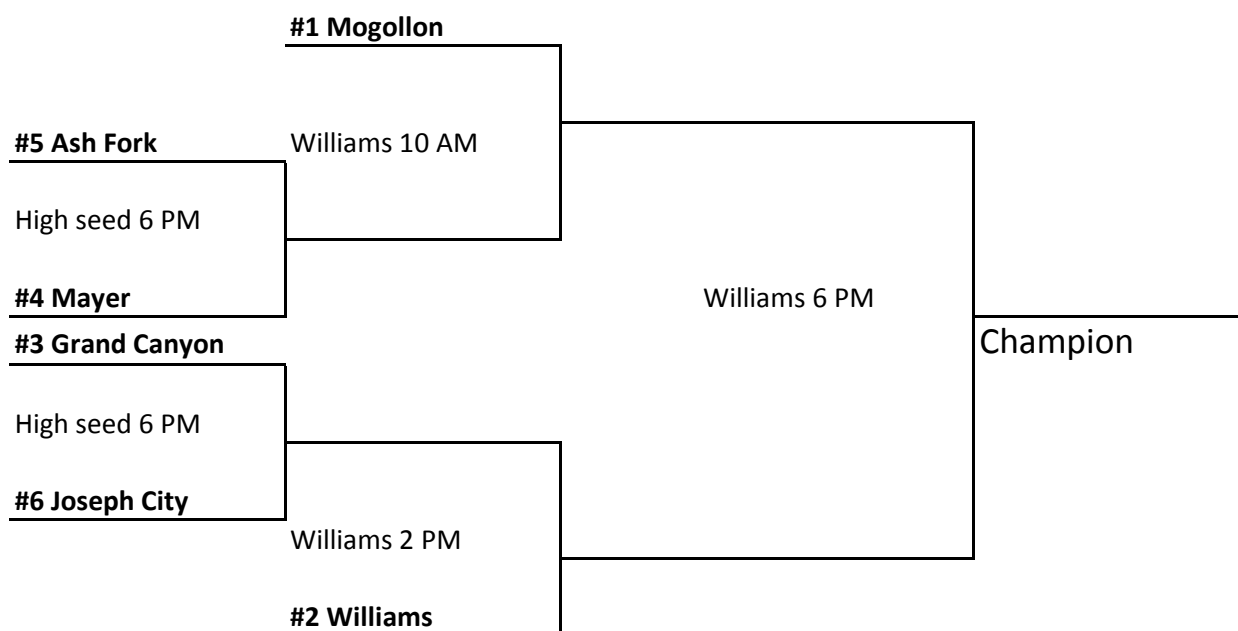 #1 Mogollon
#5 Ash Fork
Williams 10 AM
High seed 6 PM
#4 Mayer
Williams 6 PM
#3 Grand Canyon
Champion
High seed 6 PM
#6 Joseph City
Williams 2 PM
#2 Williams